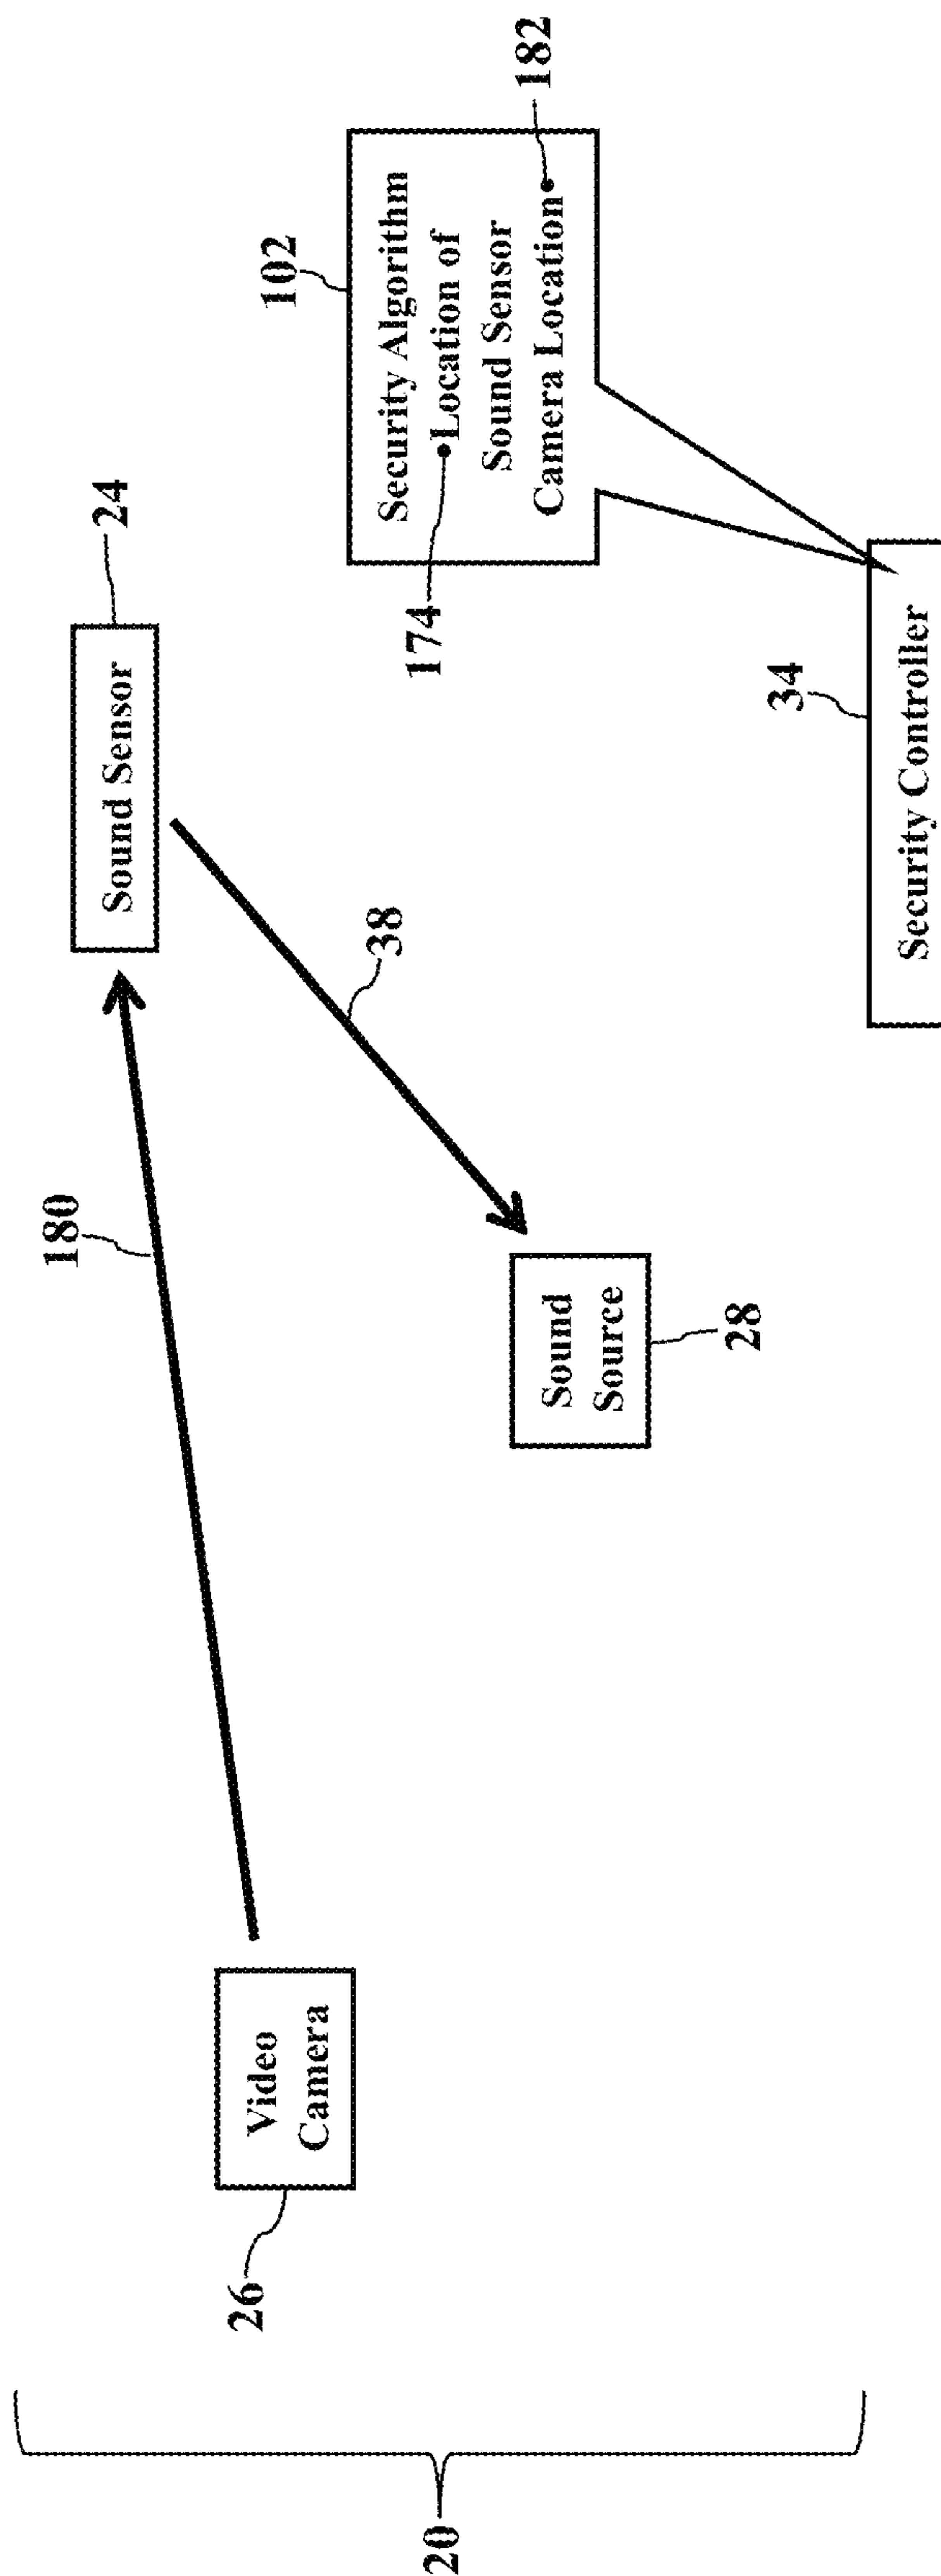 20
26
Video
Camera
180
Sound
Source
28
38
Sound Sensor
24
174
102
Security Algorithm
Location of
Sound Sensor
Camera Location
182
34
Security Controller